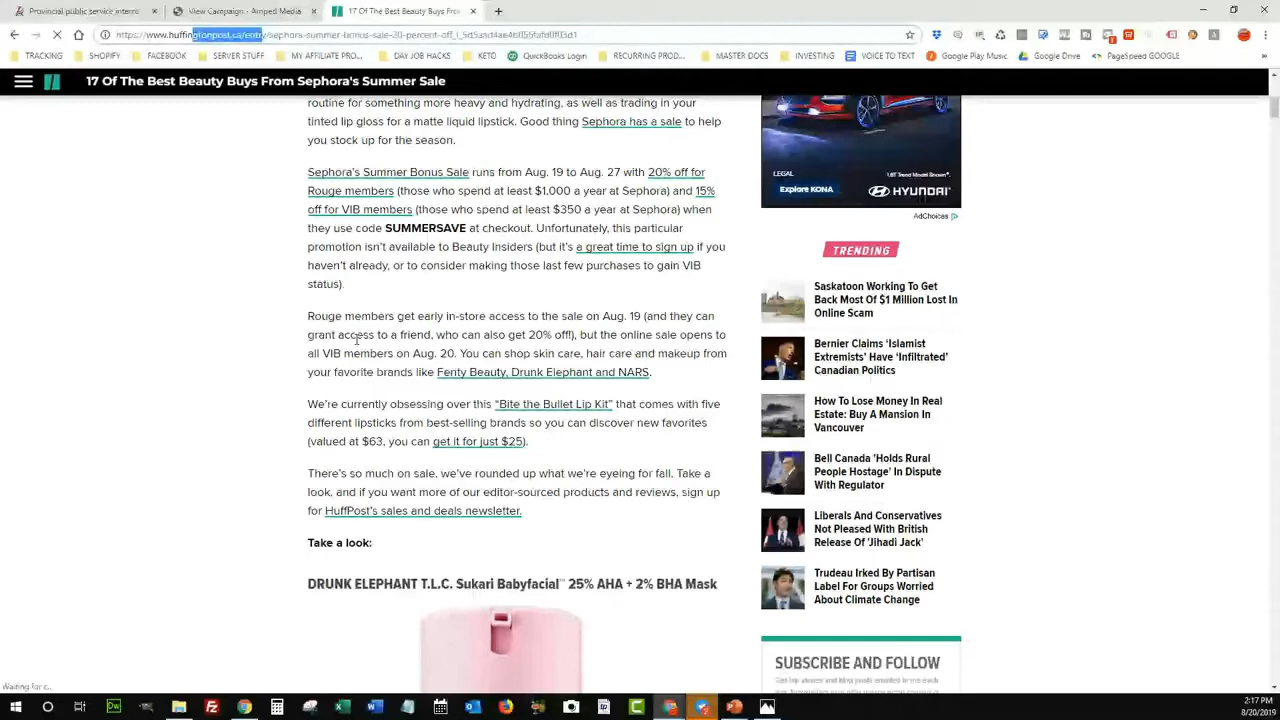 Provincial public service interni
View Campaign - Amped Media
17 Of The Best Beauty Buys Fro
https://www.huffingtonpost.ca/entry/sephora-summer-bonus-sale-20-percent-off_l_
TRACKING SHOPPING FACEBOOK SERVER STUFF MY AFFILIATE PRO... DAILY BIZ HACKS KETO QuickBooks Login RECURRING PROD... MASTER DOCS INVESTING VOICE TO TEXT Google Play Music Google Drive PageSpeed GOOGLE
17 Of The Best Beauty Buys From Sephora's Summer Sale
routine for something more heavy and hydrating, as well as trading in your
tinted lip gloss for a matte liquid lipstick. Good thing Sephora has a sale to help
you stock up for the season.
Sephora's Summer Bonus Sale runs from Aug. 19 to Aug. 27 with 20% off for
Rouge members (those who spend at least $1,000 a year at Sephora) and 15%
off for VIB members (those who spend at least $350 a year at Sephora) when
they use code SUMMERSAVE at checkout. Unfortunately, this particular
promotion isn't available to Beauty Insiders (but it's a great time to sign up if you
haven't already, or to consider making those last few purchases to gain VIB
status).
Rouge members get early in-store access to the sale on Aug. 19 (and they can
grant access to a friend, who can also get 20% off!), but the online sale opens to
all VIB members on Aug. 20. You can shop skin care, hair care and makeup from
your favorite brands like Fenty Beauty, Drunk Elephant and NARS.
We're currently obsessing over this "Bite the Bullet Lip Kit" that comes with five
different lipsticks from best-selling brands so you can discover new favorites
(valued at $63, you can get it for just $25).
There's so much on sale, we've rounded up what we're eyeing for fall. Take a
look, and if you want more of our editor-sourced products and reviews, sign up
for HuffPost's sales and deals newsletter.
Take a look:
DRUNK ELEPHANT T.L.C. Sukari Babyfacial™ 25% AHA + 2% BHA Mask
LEGAL
Explore KONA
HYUNDAI
AdChoices
TRENDING
Saskatoon Working To Get
Back Most Of $1 Million Lost In
Online Scam
Bernier Claims 'Islamist
Extremists' Have 'Infiltrated'
Canadian Politics
How To Lose Money In Real
Estate: Buy A Mansion In
Vancouver
Bell Canada 'Holds Rural
People Hostage' In Dispute
With Regulator
Liberals And Conservatives
Not Pleased With British
Release Of 'Jihadi Jack'
Trudeau Irked By Partisan
Label For Groups Worried
About Climate Change
SUBSCRIBE AND FOLLOW
Waiting for c...
2:17 PM
8/20/2019